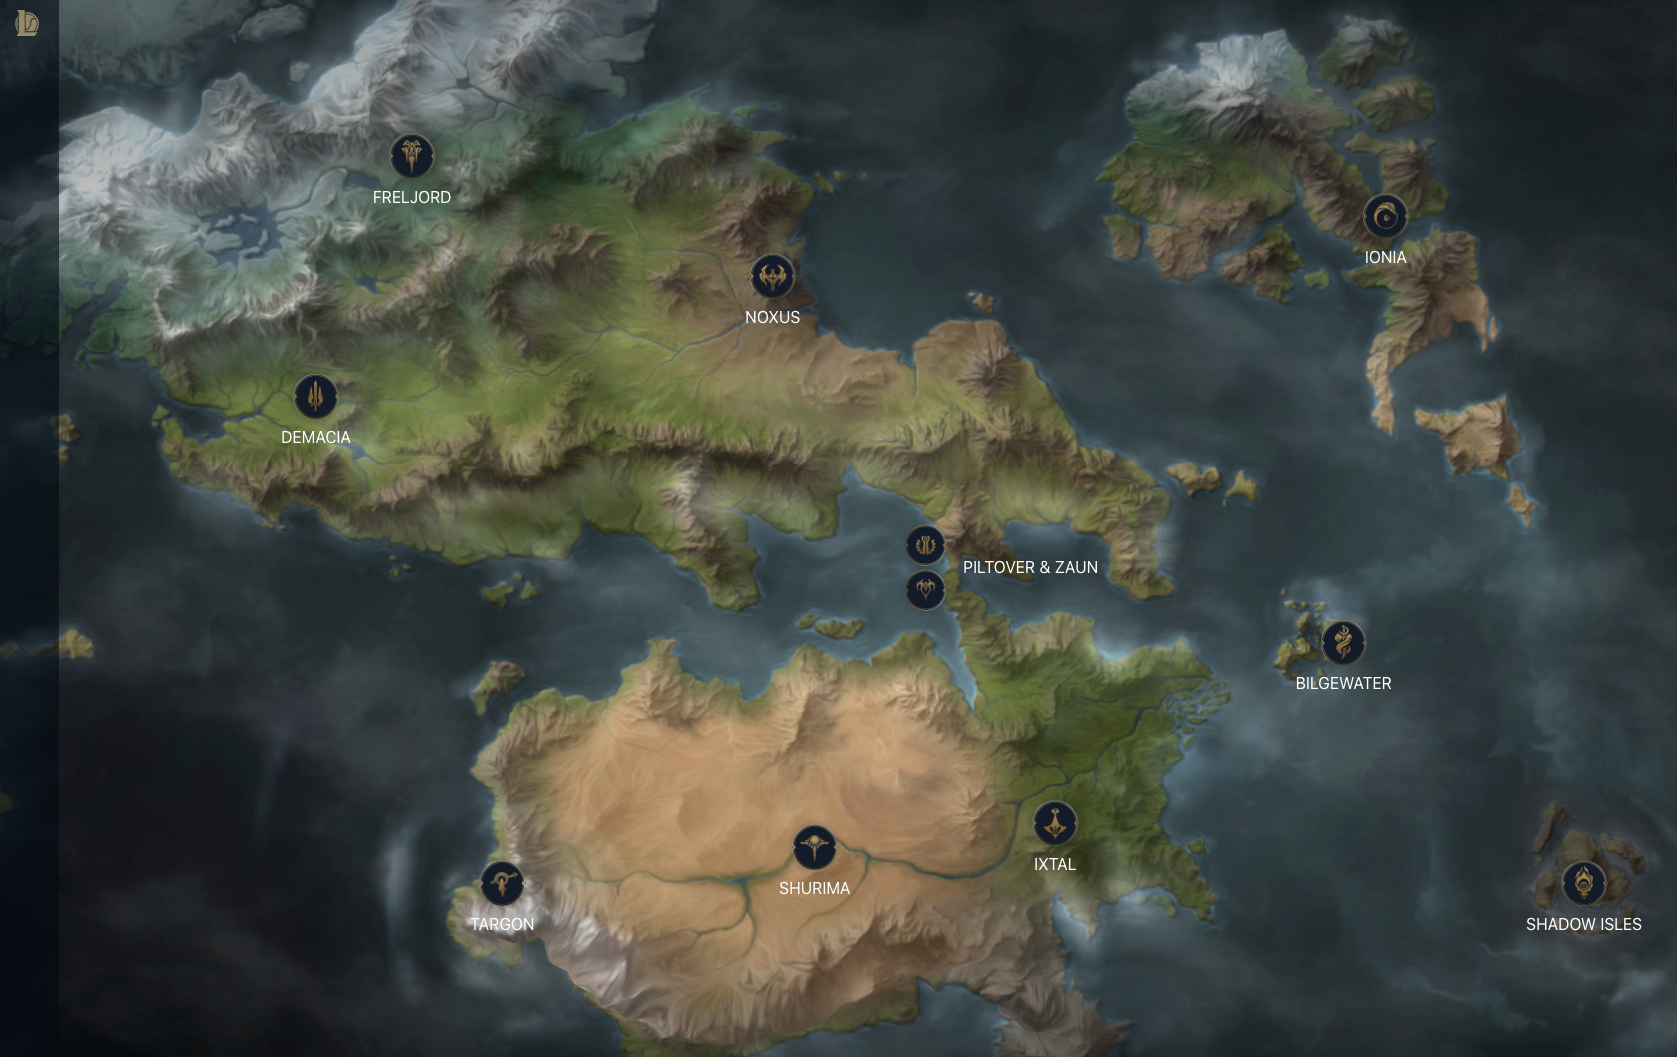 FRELJORD
IONIA
NOXUS
DEMACIA
PILTOVER & ZAUN
BILGEWATER
IXTAL
SHURIMA
TARGON
SHADOW ISLES